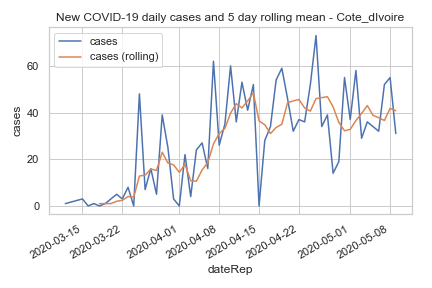 New COVID-19 daily cases and 5 day rolling mean - Cote_dIvoire
cases
cases (rolling)
60
40
20
0
cases
2020-03-15
2020-03-22
2020-04-01
2020-04-08
2020-04-15
2020-04-22
2020-05-01
2020-05-08
dateRep